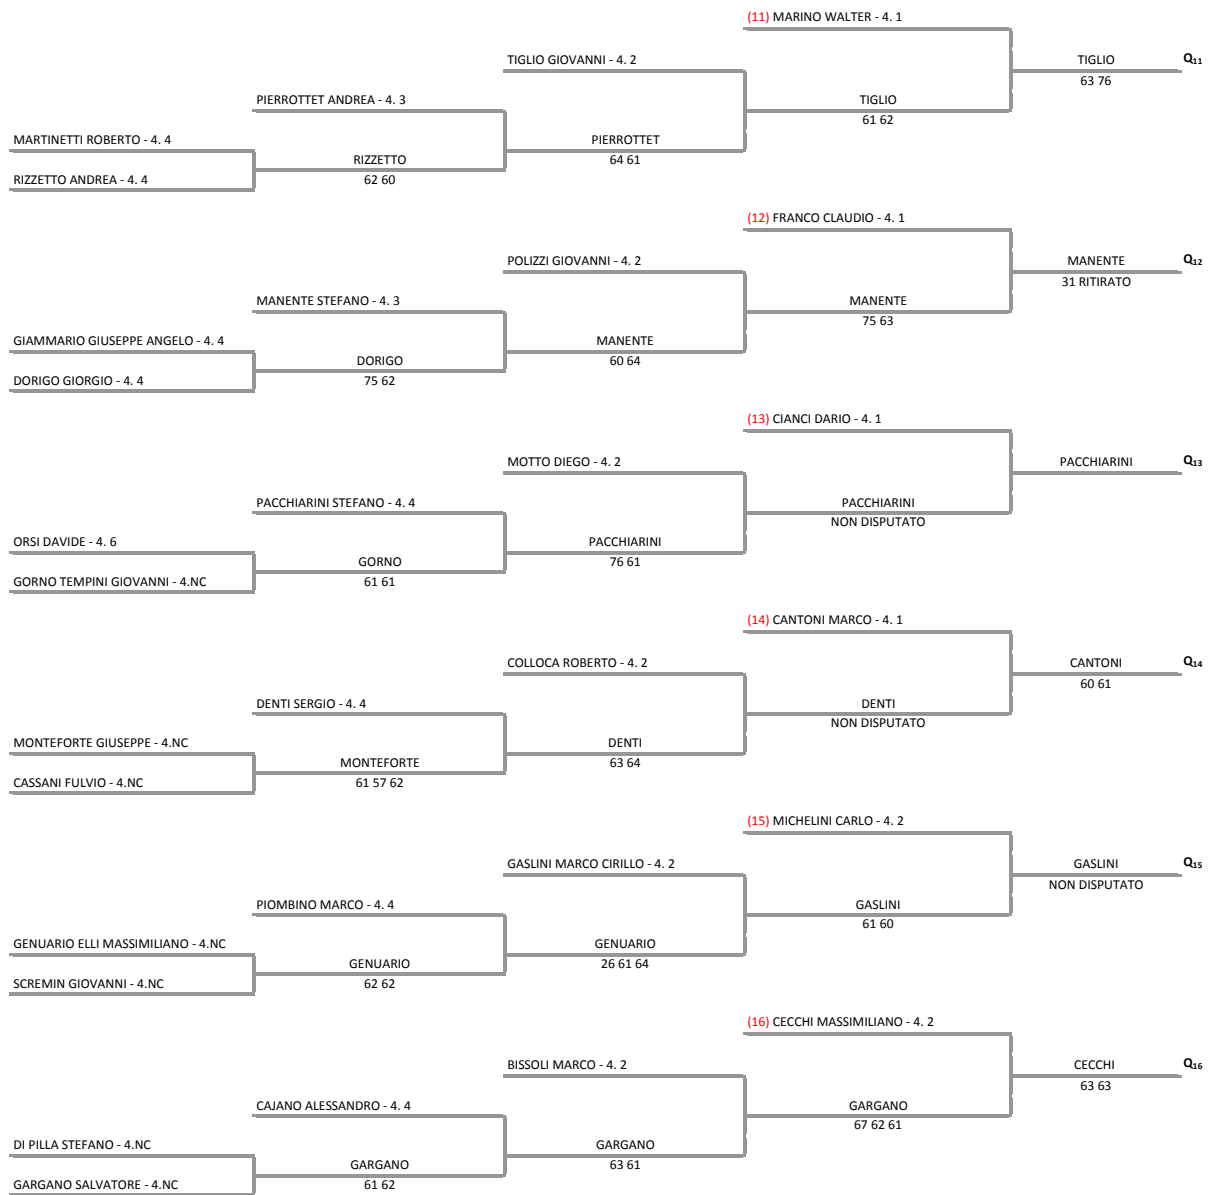 (11) MARINO WALTER - 4. 1
TIGLIO GIOVANNI - 4. 2
TIGLIO
Q11
63 76
PIERROTTET ANDREA - 4. 3
TIGLIO
61 62
MARTINETTI ROBERTO - 4. 4
PIERROTTET
64 61
RIZZETTO
62 60
RIZZETTO ANDREA - 4. 4
(12) FRANCO CLAUDIO - 4. 1
POLIZZI GIOVANNI - 4. 2
MANENTE
Q12
31 RITIRATO
MANENTE STEFANO - 4. 3
MANENTE
75 63
GIAMMARIO GIUSEPPE ANGELO - 4. 4
MANENTE
60 64
DORIGO
75 62
DORIGO GIORGIO - 4. 4
(13) CIANCI DARIO - 4. 1
MOTTO DIEGO - 4. 2
PACCHIARINI
Q13
PACCHIARINI STEFANO - 4. 4
PACCHIARINI
NON DISPUTATO
ORSI DAVIDE - 4. 6
PACCHIARINI
76 61
GORNO
61 61
GORNO TEMPINI GIOVANNI - 4.NC
(14) CANTONI MARCO - 4. 1
COLLOCA ROBERTO - 4. 2
CANTONI
Q14
60 61
DENTI SERGIO - 4. 4
DENTI
NON DISPUTATO
MONTEFORTE GIUSEPPE - 4.NC
DENTI
63 64
MONTEFORTE
61 57 62
CASSANI FULVIO - 4.NC
(15) MICHELINI CARLO - 4. 2
GASLINI MARCO CIRILLO - 4. 2
GASLINI
Q15
NON DISPUTATO
PIOMBINO MARCO - 4. 4
GASLINI
61 60
GENUARIO ELLI MASSIMILIANO - 4.NC
GENUARIO
26 61 64
GENUARIO
62 62
SCREMIN GIOVANNI - 4.NC
(16) CECCHI MASSIMILIANO - 4. 2
BISSOLI MARCO - 4. 2
CECCHI
Q16
63 63
CAJANO ALESSANDRO - 4. 4
GARGANO
67 62 61
DI PILLA STEFANO - 4.NC
GARGANO
63 61
GARGANO
61 62
GARGANO SALVATORE - 4.NC